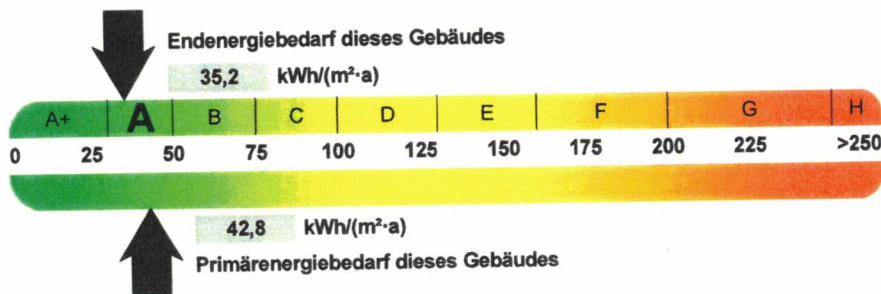 Endenergiebedarf dieses Gebäudes
35,2 kWh/(m²·a)
A+ A B C D E F G H
0 25 50 75 100 125 150 175 200 225 >250
42,8 kWh/(m²·a)
Primärenergiebedarf dieses Gebäudes